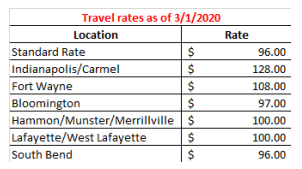 Travel rates as of 3/1/2020
Location Rate
Standard Rate $ 96.00
Indianapolis/Carmel $ 128.00
Fort Wayne $ 108.00
Bloomington $ 97.00
Hammon/Munster/Merrillville $ 100.00
Lafayette/West Lafayette $ 100.00
South Bend $ 96.00